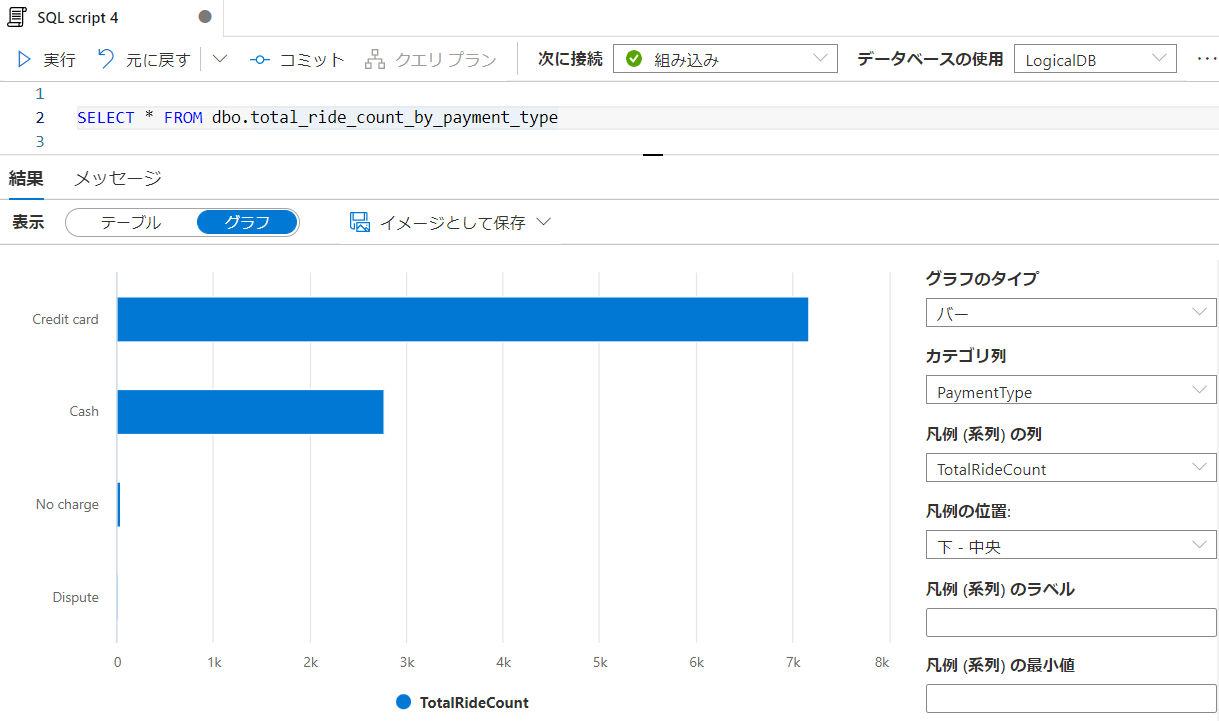 SQL script 4
実行 元に戻す コミット クエリ プラン 次に接続 組み込み データベースの使用 LogicalDB ...
1
2 SELECT * FROM dbo.total_ride_count_by_payment_type
3
結果 メッセージ
表示 テーブル グラフ イメージとして保存
グラフのタイプ
バー
Credit card
カテゴリ列
PaymentType
Cash
凡例 (系列) の列
TotalRideCount
No charge
凡例の位置:
下 - 中央
Dispute
凡例 (系列) のラベル
0 1k 2k 3k 4k 5k 6k 7k 8k
凡例 (系列) の最小値
TotalRideCount